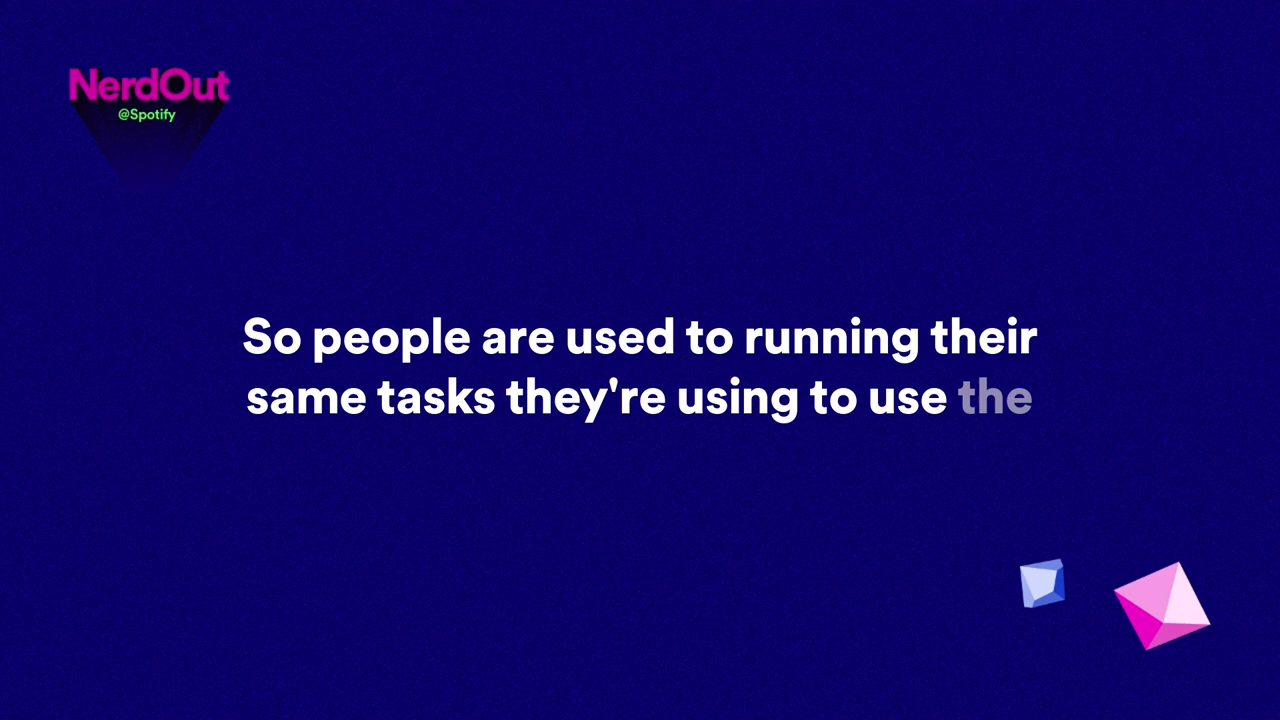 NerdOut
@Spotify
So people are used to running their
same tasks they're using to use the